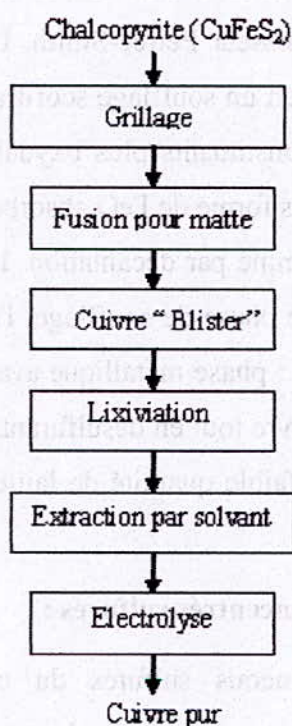 Chalcopyrite (CuFeS₂)
Grillage
Fusion pour matte
Cuivre “Blister”
Lixiviation
Extraction par solvant
Electrolyse
Cuivre pur